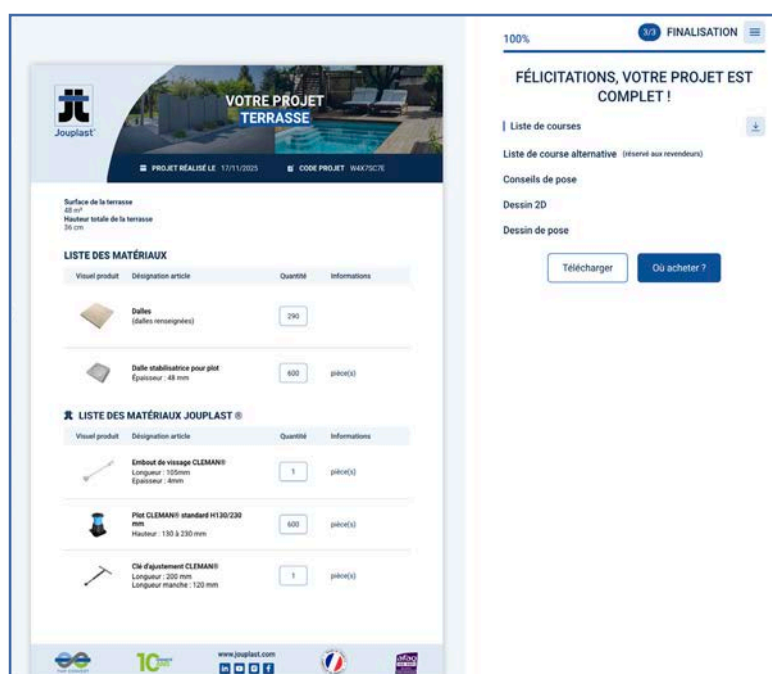 100%
3/3 FINALISATION
FÉLICITATIONS, VOTRE PROJET EST
COMPLET !
Liste de courses
Liste de course alternative (réservé aux revendeurs)
Conseils de pose
Dessin 2D
Dessin de pose
Télécharger
Où acheter ?
Jouplast®
VOTRE PROJET
TERRASSE
PROJET RÉALISÉ LE 17/11/2025
CODE PROJET W4X7SC7E
Surface de la terrasse
48 m²
Hauteur totale de la terrasse
36 cm
LISTE DES MATÉRIAUX
Visuel produit Désignation article Quantité Informations
Dalles
(dalles renseignées)
290
Dalle stabilisatrice pour plot
Épaisseur : 48 mm
600 pièce(s)
LISTE DES MATÉRIAUX JOUPLAST ®
Visuel produit Désignation article Quantité Informations
Embout de vissage CLEMAN®
Longueur : 105mm
Epaisseur : 4mm
1 pièce(s)
Plot CLEMAN® standard H130/230
mm
Hauteur : 130 à 230 mm
600 pièce(s)
Clé d'ajustement CLEMAN®
Longueur : 200 mm
Longueur manche : 120 mm
1 pièce(s)
10
www.jouplast.com
afaq